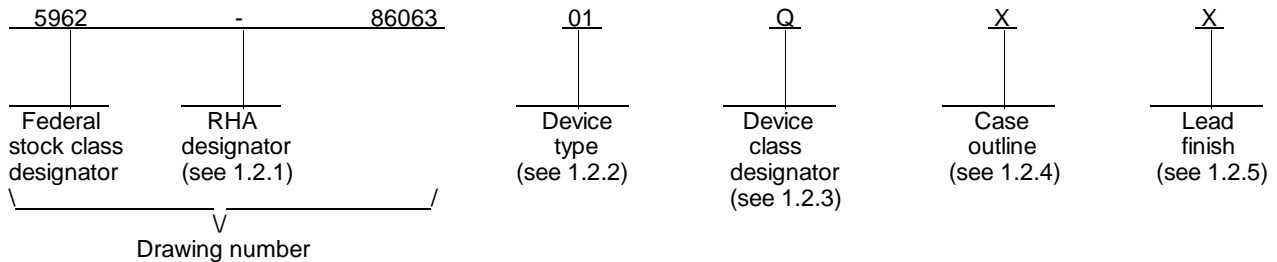 5962 - 86063 01 Q X X
Federal RHA Device Device Case Lead
stock class designator type class outline finish
designator (see 1.2.1) (see 1.2.2) designator (see 1.2.4) (see 1.2.5)
(see 1.2.3)
\ /
\/
Drawing number